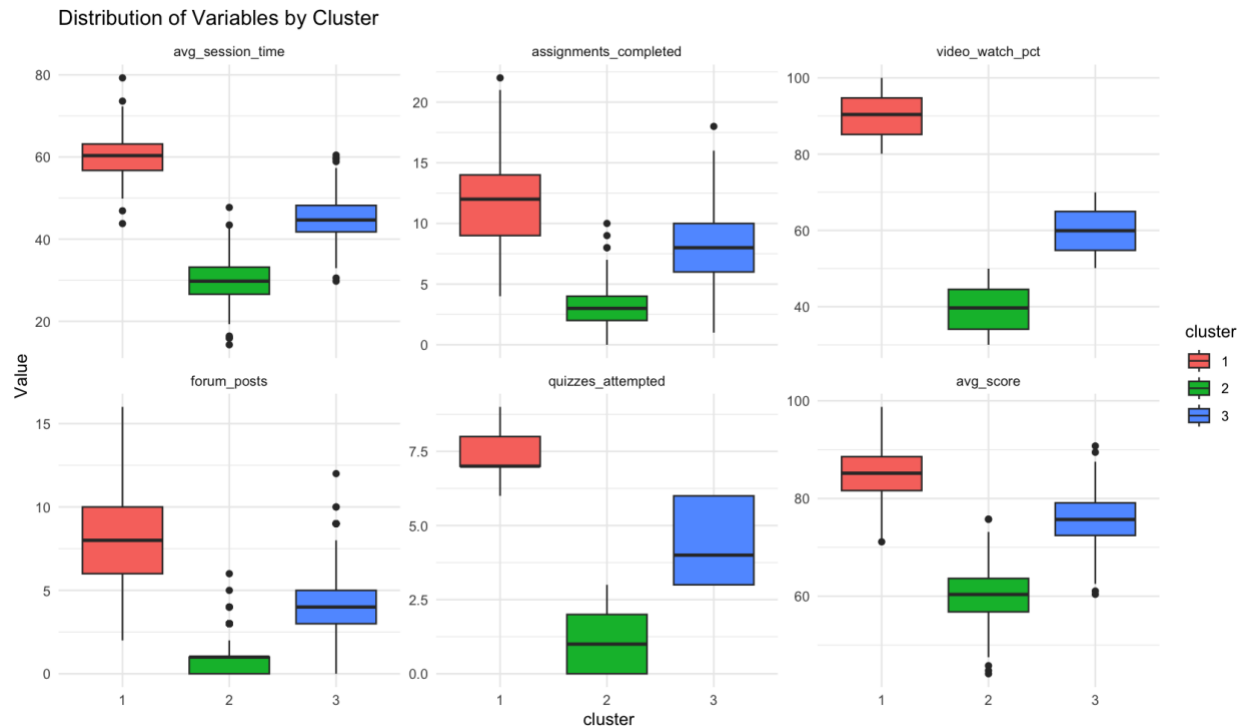 Distribution of Variables by Cluster
avg_session_time
assignments_completed
video_watch_pct
80
60
40
20
20
15
10
5
0
100
80
60
40
Value
forum_posts
quizzes_attempted
avg_score
15
10
5
0
7.5
5.0
2.5
0.0
100
80
60
1 2 3
1 2 3
1 2 3
cluster
cluster
1
2
3